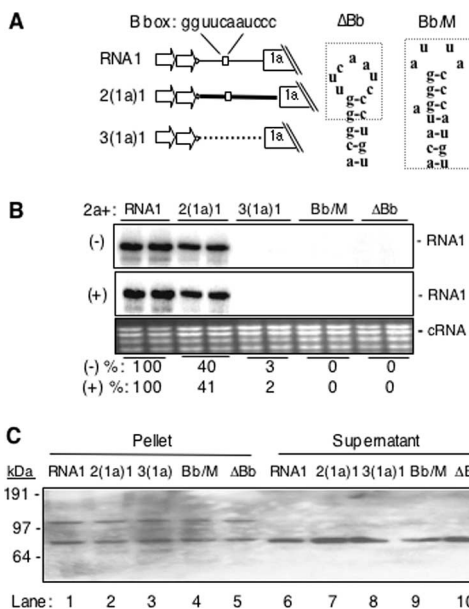 A
B box: gguucaauccc
ΔBb
Bb/M
RNA1 1a
2(1a)1 1a
3(1a)1 1a
a a
c a
u u
u c
g-c
g-c
g-u
c-g
a-u
u u
a a
g-c
g-c
g-c
a u-a
a-u
c-g
a-u
B
2a+: RNA1 2(1a)1 3(1a)1 Bb/M ΔBb
(-) - RNA1
(+) - RNA1
- cRNA
(-) %: 100 40 3 0 0
(+) %: 100 41 2 0 0
C
Pellet Supernatant
kDa RNA1 2(1a)1 3(1a) Bb/M ΔBb RNA1 2(1a)1 3(1a)1 Bb/M ΔB
191 -
97 -
64 -
Lane: 1 2 3 4 5 6 7 8 9 10